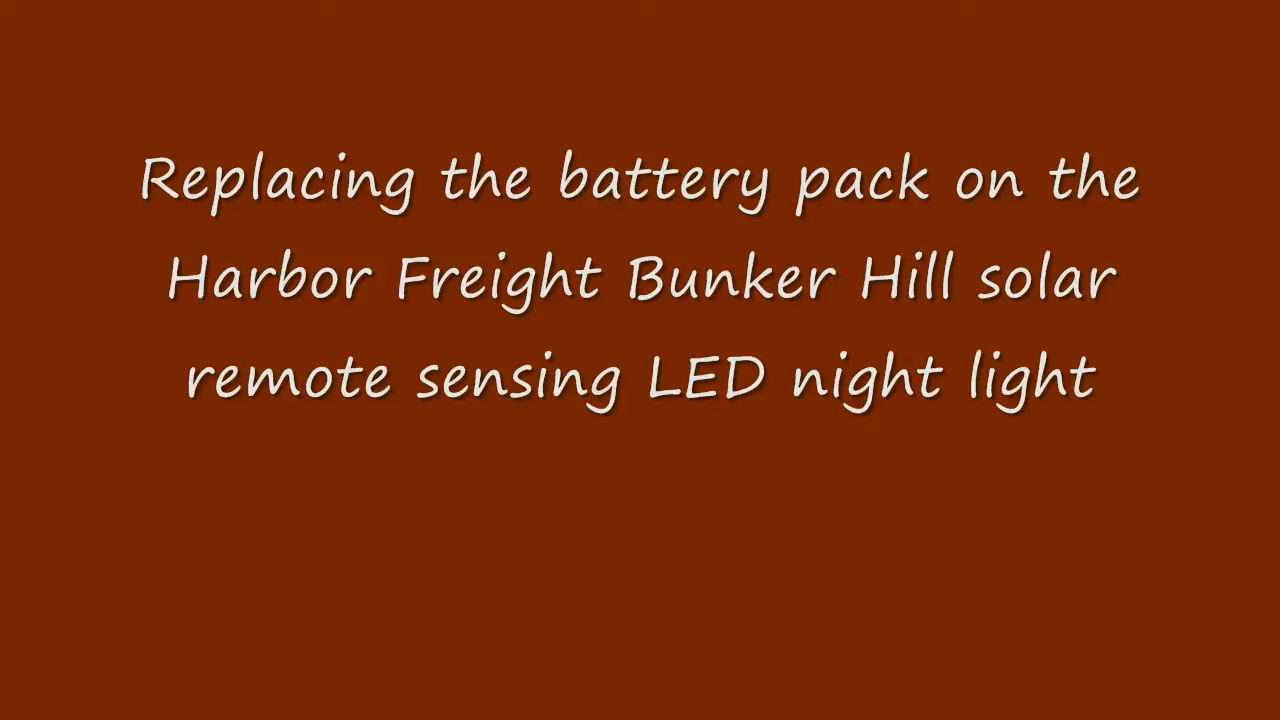 Replacing the battery pack on the
Harbor Freight Bunker Hill solar
remote sensing LED night light